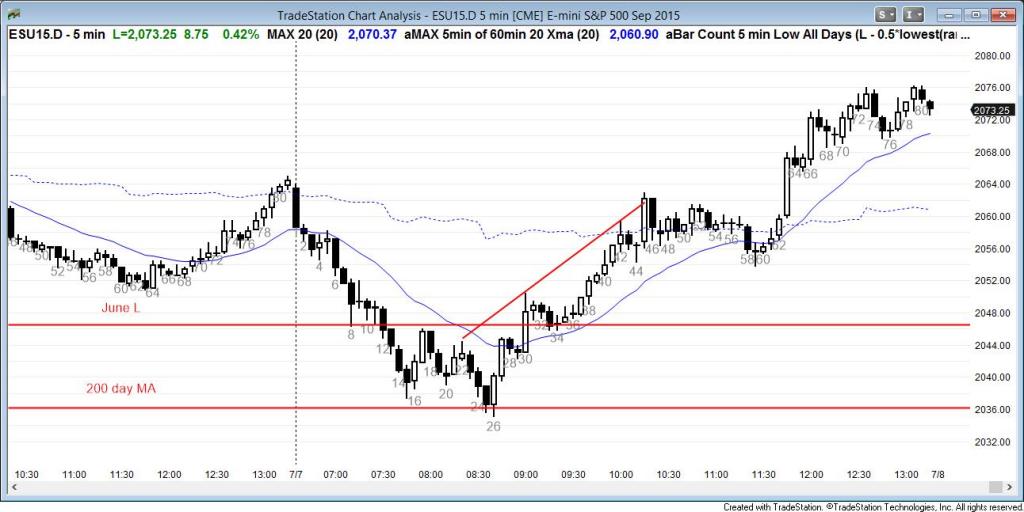 TradeStation Chart Analysis - ESU15.D 5 min [CME] E-mini S&P 500 Sep 2015
S
I
ESU15.D - 5 min L=2,073.25 8.75 0.42% MAX 20 (20) 2,070.37 aMAX 5min of 60min 20 Xma (20) 2,060.90 aBar Count 5 min Low All Days (L - 0.5*lowest(ra ...
2080.00
2076.00
2073.25
2072.00
2068.00
2064.00
2060.00
2056.00
2052.00
2048.00
2044.00
2040.00
2036.00
2032.00
48 50 52 54 56 58 60 62 64 66 68 70 72 74 76 78 80
2 4 6 8 10 12 14 16 18 20 22 24 26 28 30 32 34 36 38 40 42 44 46 48 50 52 54 56 58 60 62 64 66 68 70 72 74 76 78 80
June L
200 day MA
10:30 11:00 11:30 12:00 12:30 13:00 7/7 07:00 07:30 08:00 08:30 09:00 09:30 10:00 10:30 11:00 11:30 12:00 12:30 13:00 7/8
Created with TradeStation. ©TradeStation Technologies, Inc. All rights reserved.